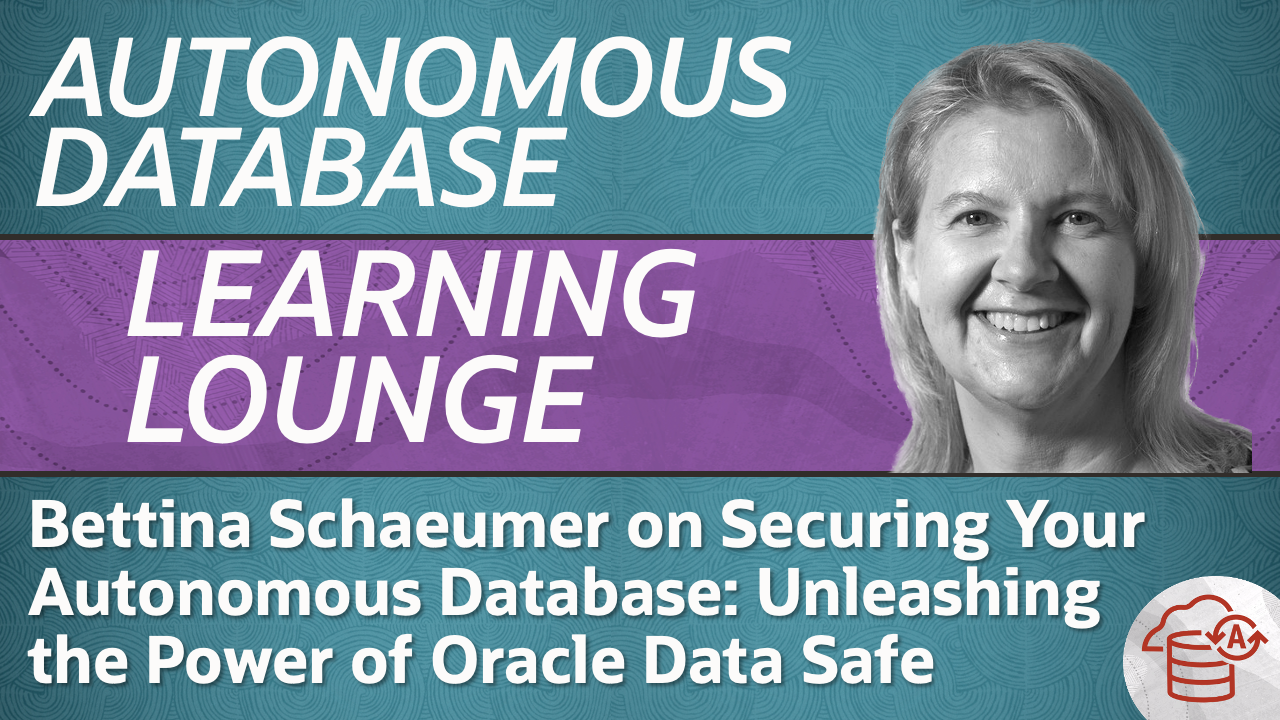 AUTONOMOUS
DATABASE
LEARNING
LOUNGE
Bettina Schaeumer on Securing Your
Autonomous Database: Unleashing
the Power of Oracle Data Safe
A